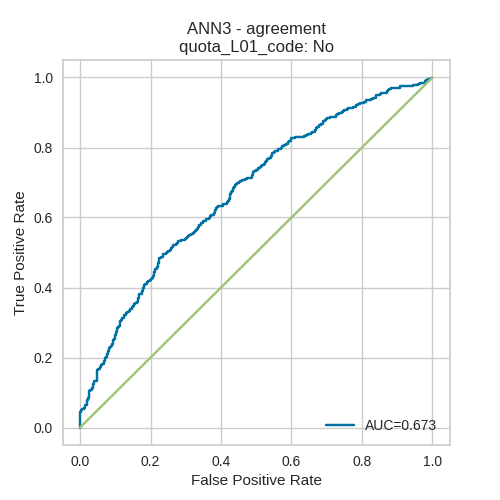 ANN3 - agreement
quota_L01_code: No
True Positive Rate
1.0
0.8
0.6
0.4
0.2
0.0
AUC=0.673
0.0 0.2 0.4 0.6 0.8 1.0
False Positive Rate